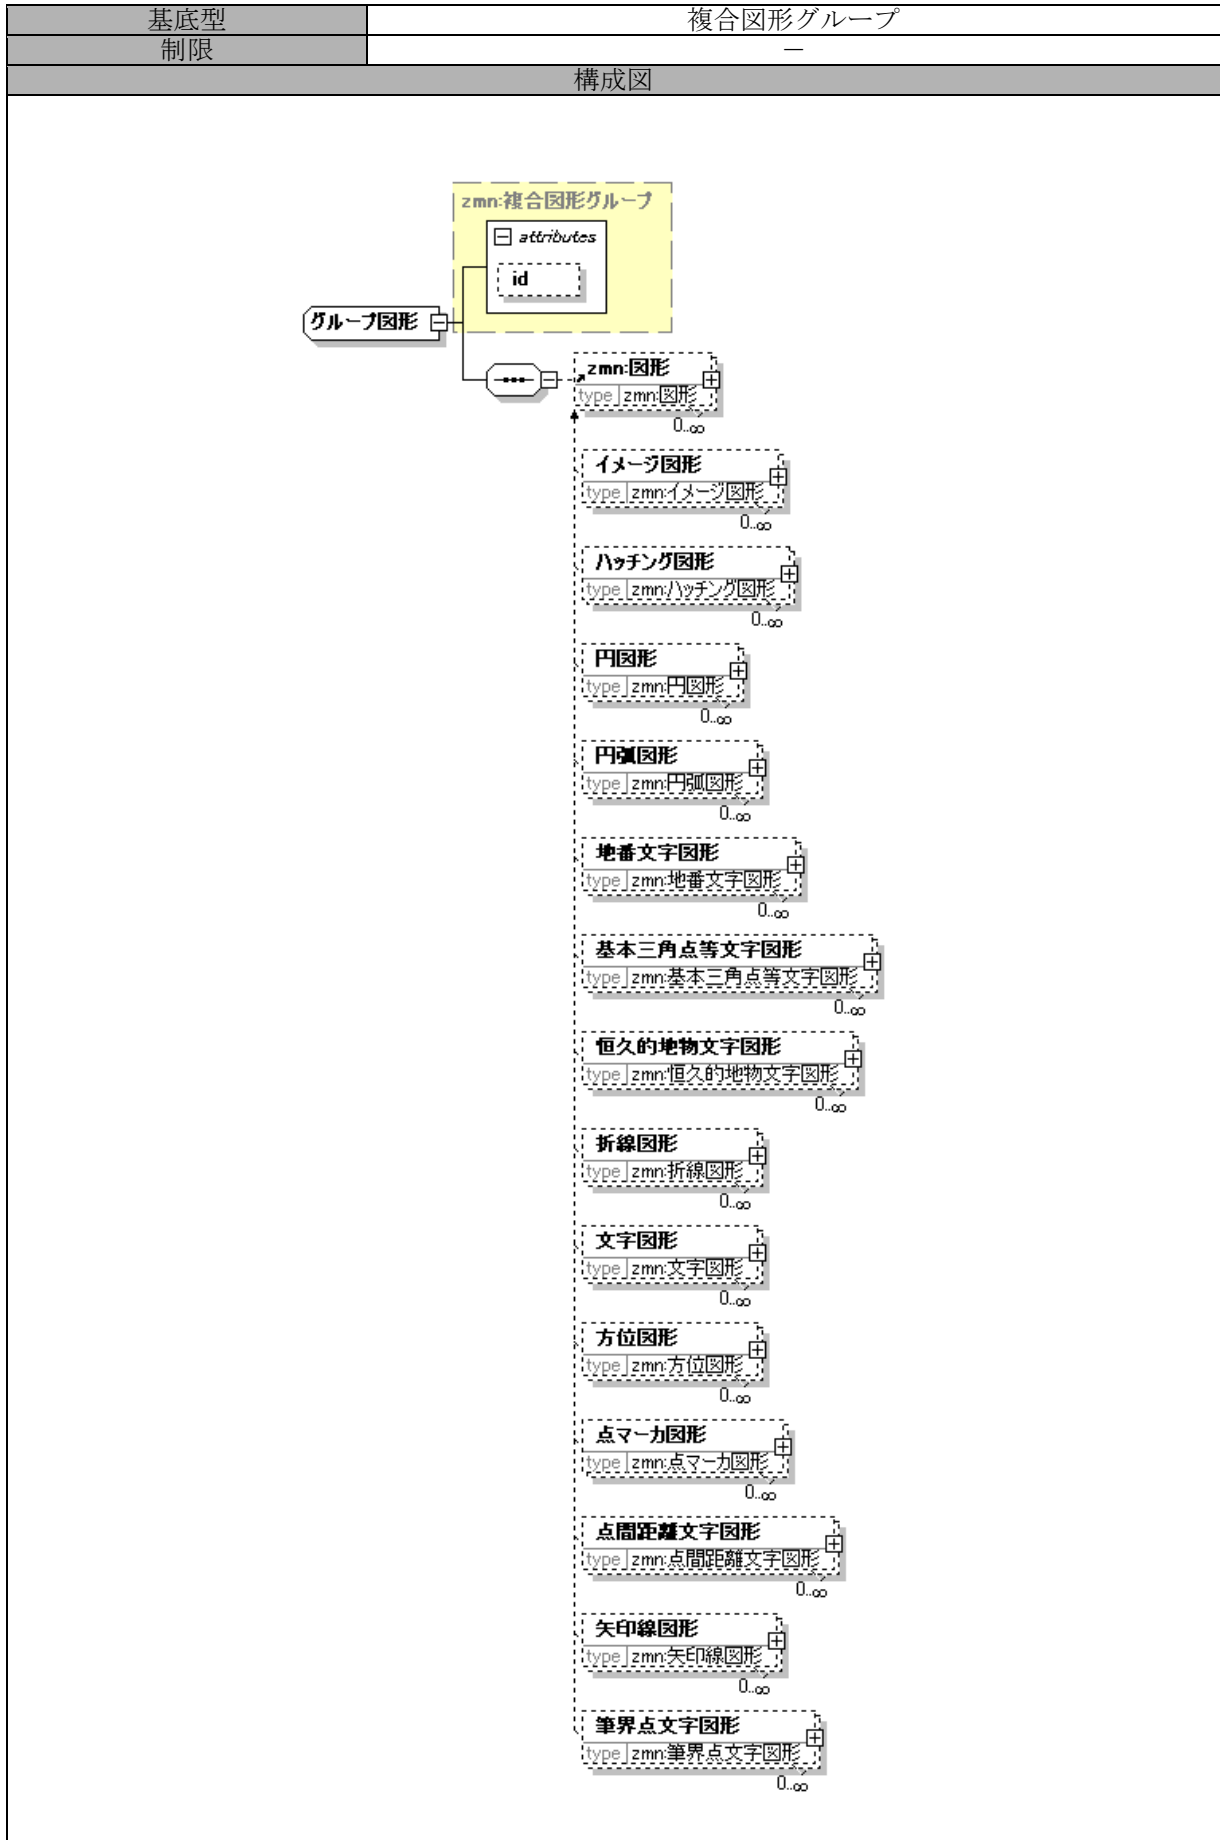 基底型 複合図形グループ
制限 －
構成図
zmn:複合図形グループ
attributes
id
グループ図形
zmn:図形
type zmn:図形
0..∞
イメージ図形
type zmn:イメージ図形
0..∞
ハッチング図形
type zmn:ハッチング図形
0..∞
円図形
type zmn:円図形
0..∞
円弧図形
type zmn:円弧図形
0..∞
地番文字図形
type zmn:地番文字図形
0..∞
基本三角点等文字図形
type zmn:基本三角点等文字図形
0..∞
恒久的地物文字図形
type zmn:恒久的地物文字図形
0..∞
折線図形
type zmn:折線図形
0..∞
文字図形
type zmn:文字図形
0..∞
方位図形
type zmn:方位図形
0..∞
点マーカ図形
type zmn:点マーカ図形
0..∞
点間距離文字図形
type zmn:点間距離文字図形
0..∞
矢印線図形
type zmn:矢印線図形
0..∞
筆界点文字図形
type zmn:筆界点文字図形
0..∞